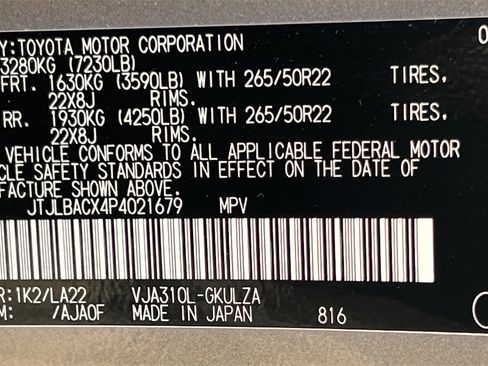 Y:TOYOTA MOTOR CORPORATION
3280KG (7230LB)
FRT. 1630KG (3590LB) WITH 265/50R22 TIRES,
22X8J RIMS.
RR. 1930KG (4250LB) WITH 265/50R22 TIRES,
22X8J RIMS.
VEHICLE CONFORMS TO ALL APPLICABLE FEDERAL MOTOR
CLE SAFETY STANDARDS IN EFFECT ON THE DATE OF
FACTURE SHOWN ABOVE.
JTJLBACX4P4021679 MPV
R:1K2/LA22 VJA310L-GKULZA
M: /AJAOF MADE IN JAPAN 816